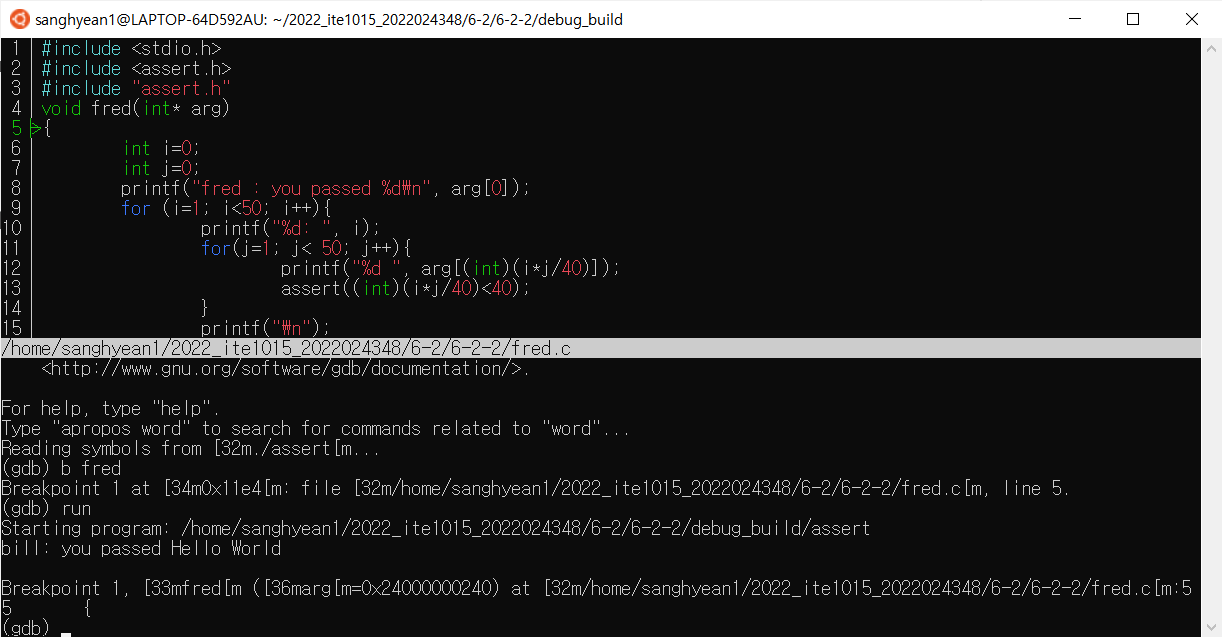 sanghyean1@LAPTOP-64D592AU: ~/2022_ite1015_2022024348/6-2/6-2-2/debug_build
1 #include <stdio.h>
2 #include <assert.h>
3 #include "assert.h"
4 void fred(int* arg)
5 >{
6 int i=0;
7 int j=0;
8 printf("fred : you passed %d₩n", arg[0]);
9 for (i=1; i<50; i++){
10 printf("%d: ", i);
11 for(j=1; j< 50; j++){
12 printf("%d ", arg[(int)(i*j/40)]);
13 assert((int)(i*j/40)<40);
14 }
15 printf("₩n");
/home/sanghyean1/2022_ite1015_2022024348/6-2/6-2-2/fred.c
<http://www.gnu.org/software/gdb/documentation/>.
For help, type "help".
Type "apropos word" to search for commands related to "word"...
Reading symbols from [32m./assert[m...
(gdb) b fred
Breakpoint 1 at [34m0x11e4[m: file [32m/home/sanghyean1/2022_ite1015_2022024348/6-2/6-2-2/fred.c[m, line 5.
(gdb) run
Starting program: /home/sanghyean1/2022_ite1015_2022024348/6-2/6-2-2/debug_build/assert
bill: you passed Hello World
Breakpoint 1, [33mfred[m ([36marg[m=0x24000000240) at [32m/home/sanghyean1/2022_ite1015_2022024348/6-2/6-2-2/fred.c[m:5
5 {
(gdb)